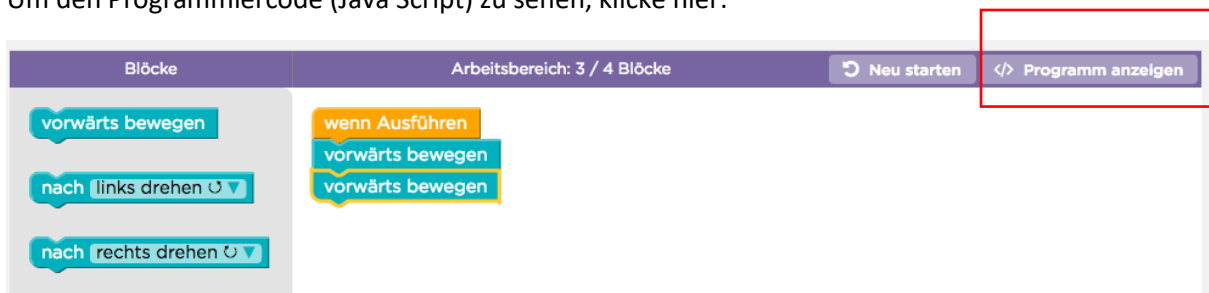 Um den Programmiercode (Java Script) zu sehen, klicke hier:
Blöcke
Arbeitsbereich: 3 / 4 Blöcke
Neu starten
</> Programm anzeigen
vorwärts bewegen
nach links drehen
nach rechts drehen
wenn Ausführen
vorwärts bewegen
vorwärts bewegen